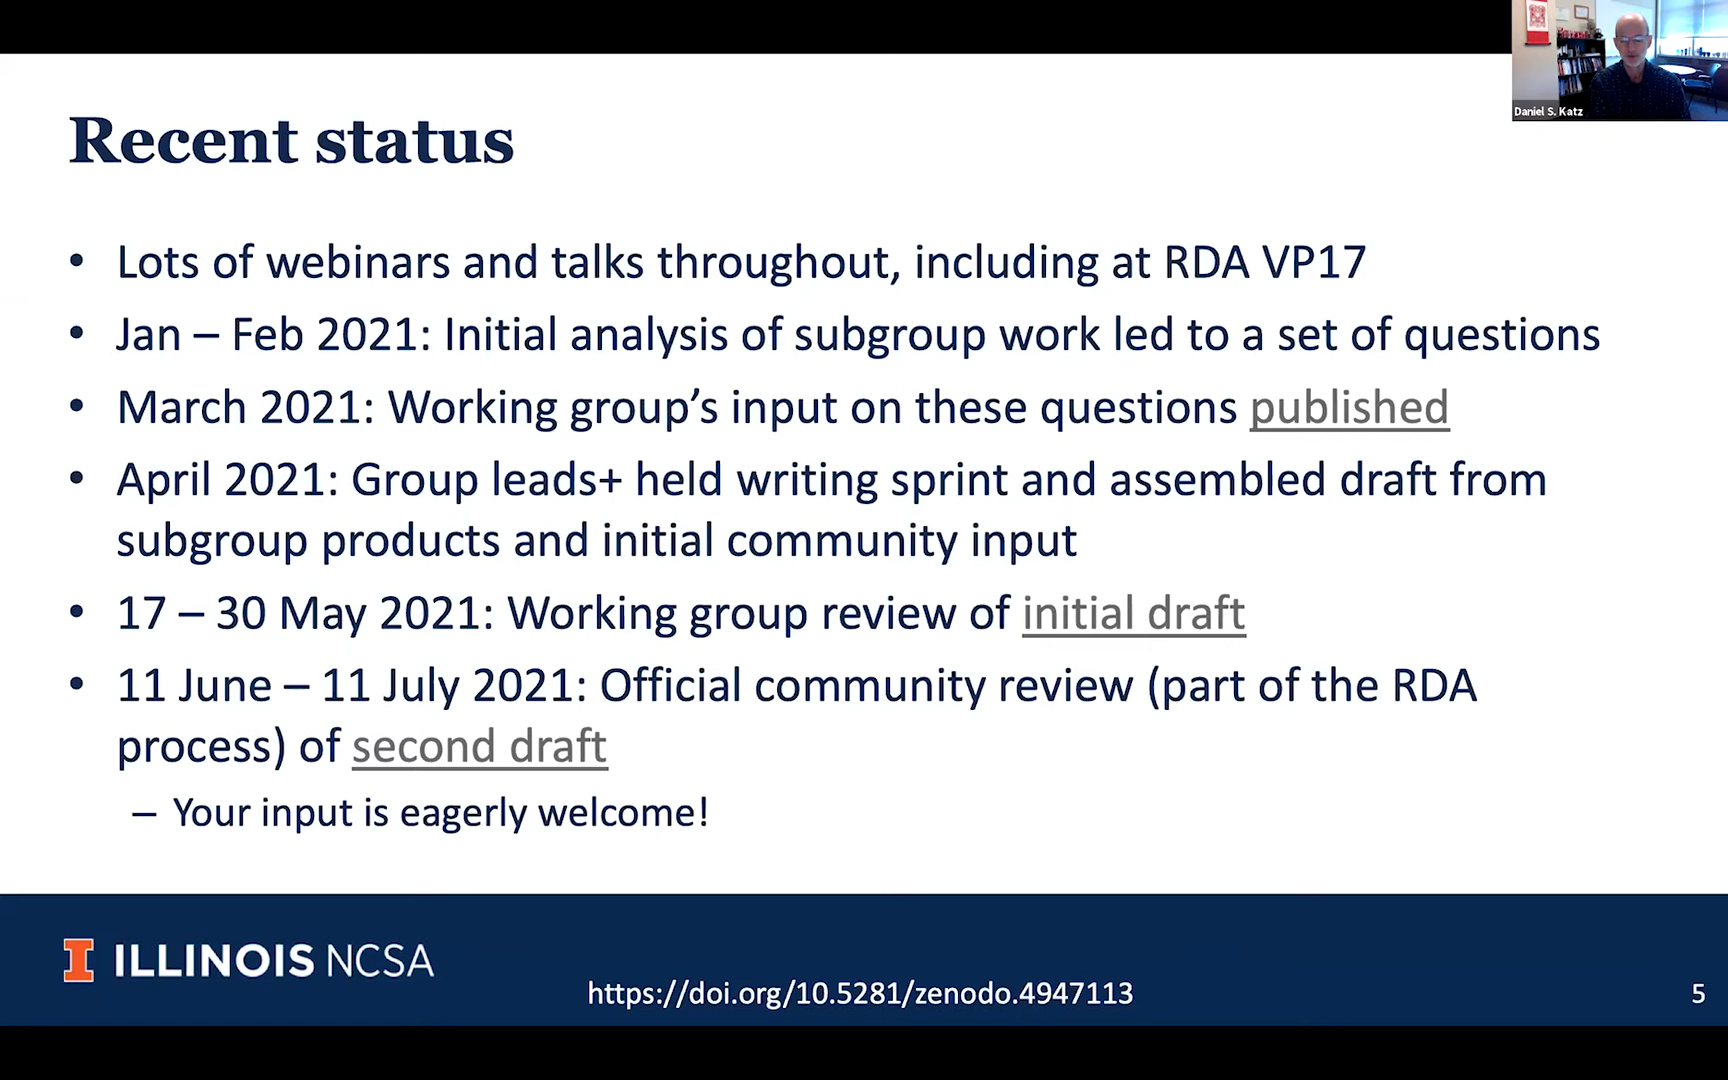 Daniel S. Katz
Recent status
• Lots of webinars and talks throughout, including at RDA VP17
• Jan – Feb 2021: Initial analysis of subgroup work led to a set of questions
• March 2021: Working group’s input on these questions published
• April 2021: Group leads+ held writing sprint and assembled draft from
subgroup products and initial community input
• 17 – 30 May 2021: Working group review of initial draft
• 11 June – 11 July 2021: Official community review (part of the RDA
process) of second draft
– Your input is eagerly welcome!
I ILLINOIS NCSA
https://doi.org/10.5281/zenodo.4947113
5